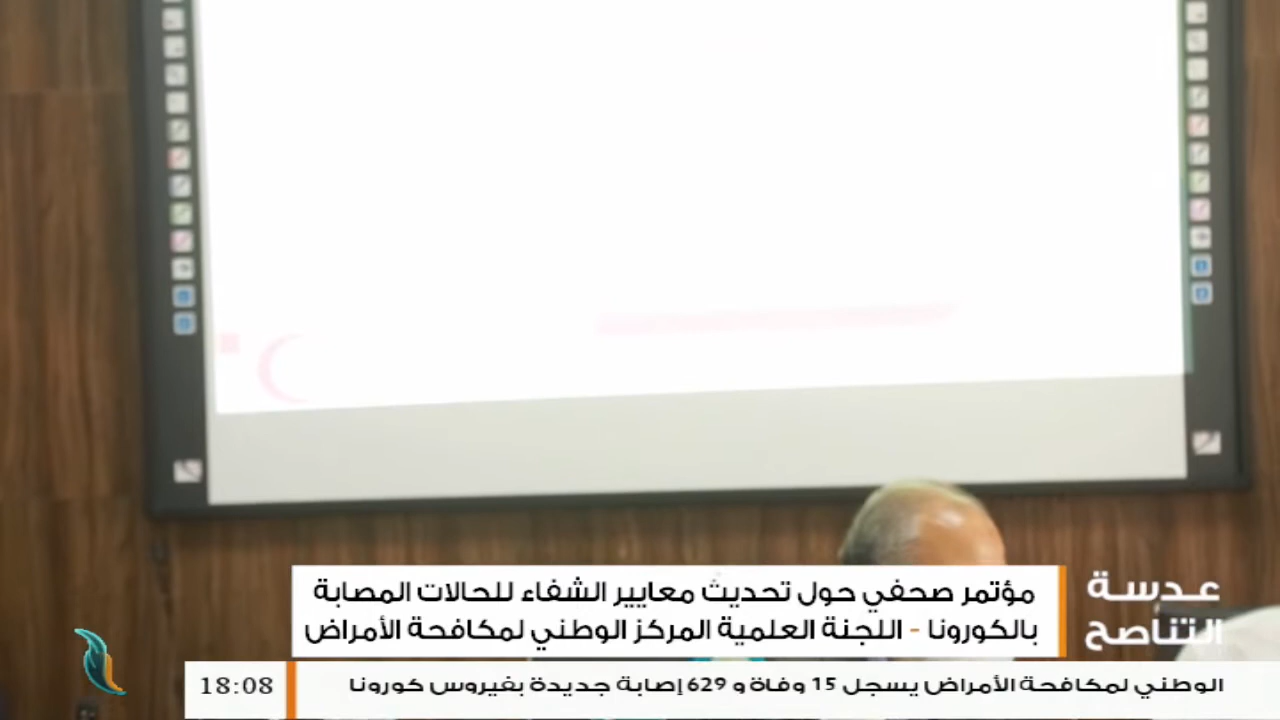 مؤتمر صحفي حول تحديث معايير الشفاء للحالات المصابة
بالكورونا - اللجنة العلمية المركز الوطني لمكافحة الأمراض
عدسة
التناصح
الوطني لمكافحة الأمراض يسجل 15 وفاة و 629 إصابة جديدة بفيروس كورونا
18:08